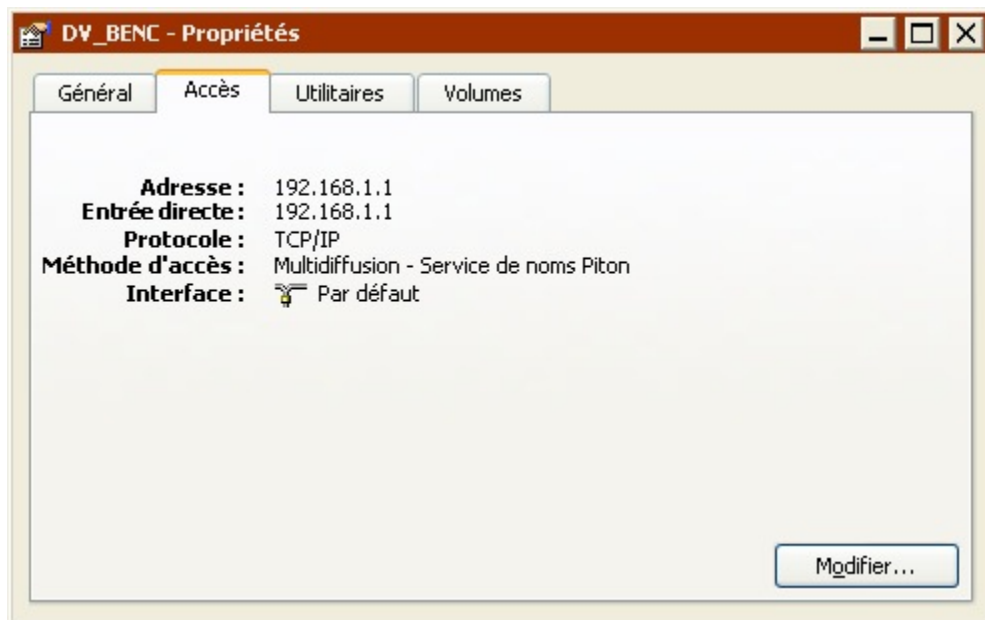 DV_BENC - Propriétés
Général Accès Utilitaires Volumes
Adresse : 192.168.1.1
Entrée directe : 192.168.1.1
Protocole : TCP/IP
Méthode d'accès : Multidiffusion - Service de noms Piton
Interface : Par défaut
Modifier...